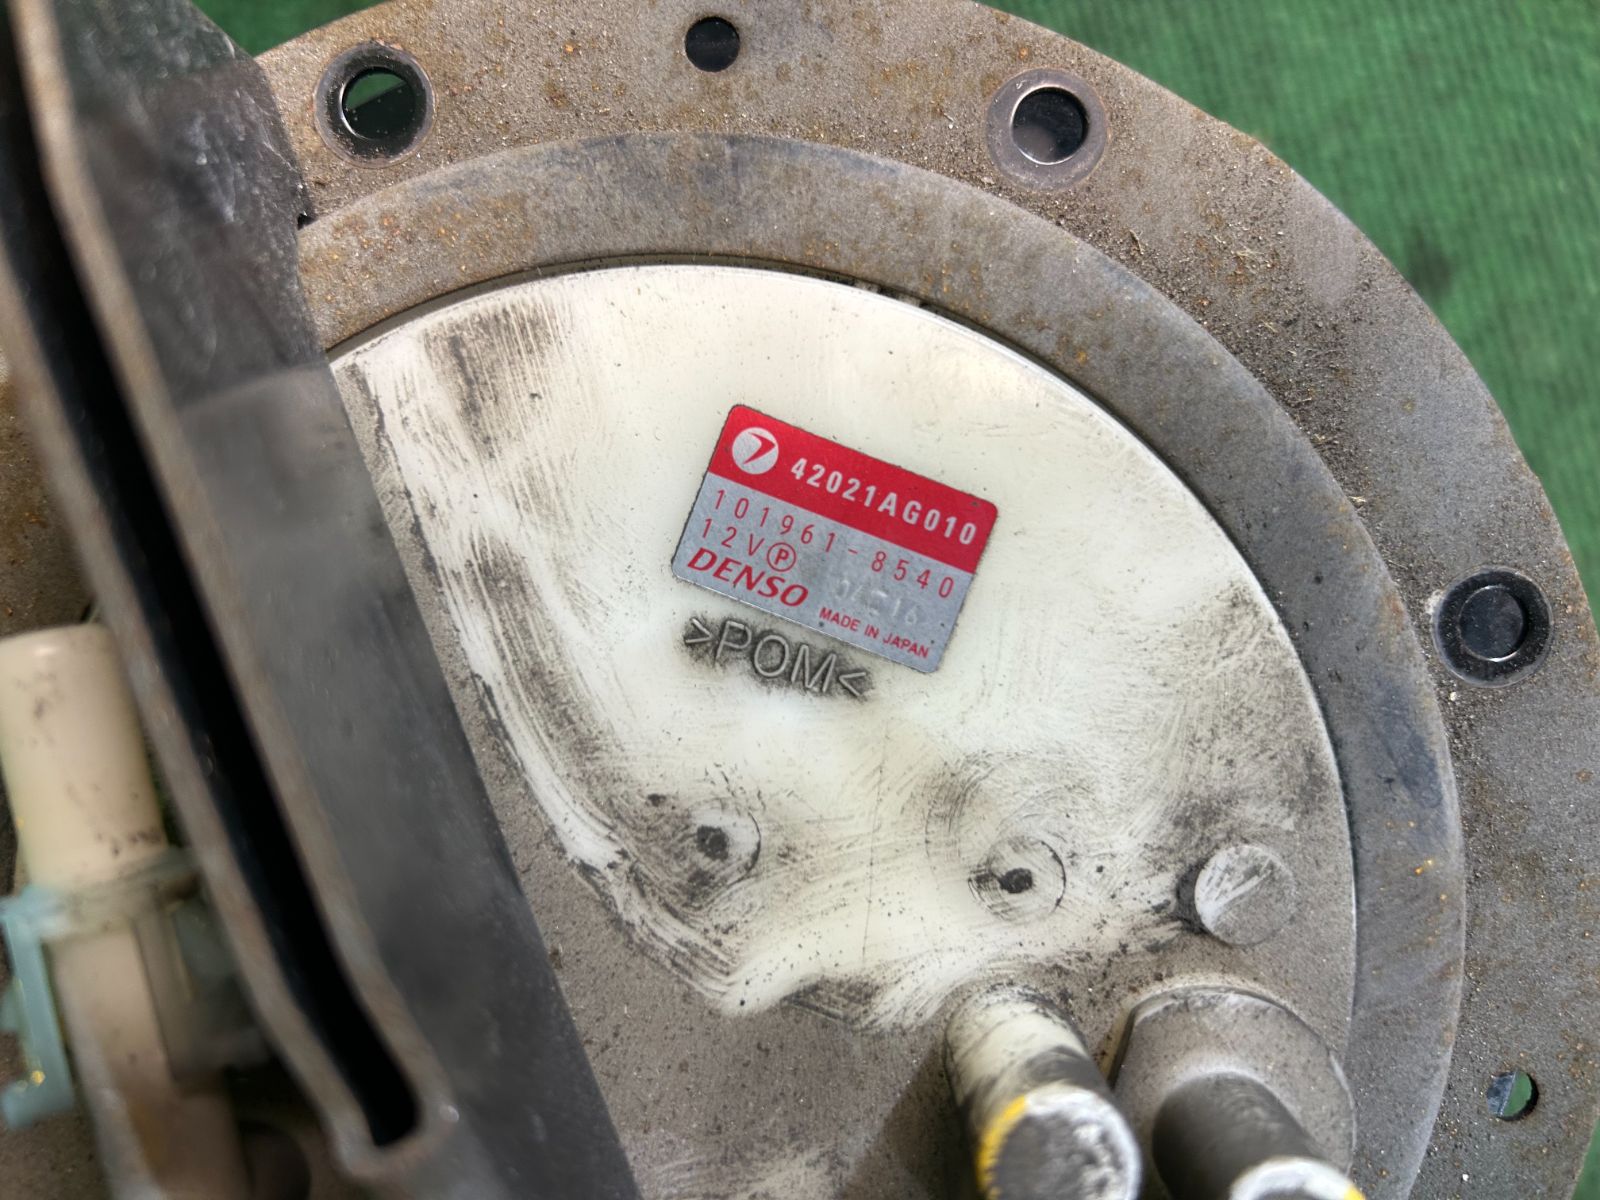 42021AG010
101961-8540
12V Ⓟ
DENSO
MADE IN JAPAN
>POM<